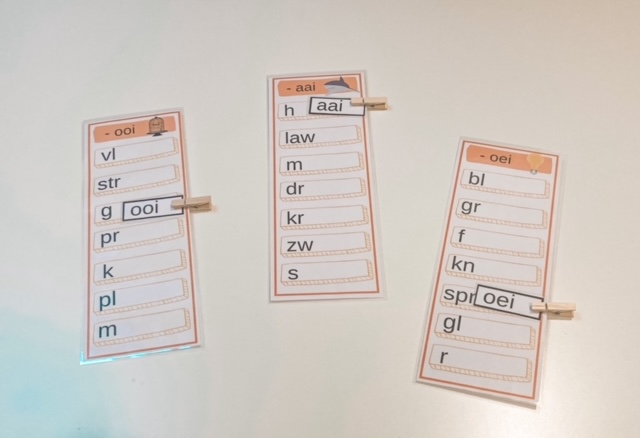 - ooi
vl
str
g ooi
pr
k
pl
m
- aai
h aai
law
m
dr
kr
zw
s
- oei
bl
gr
f
kn
spr oei
gl
r